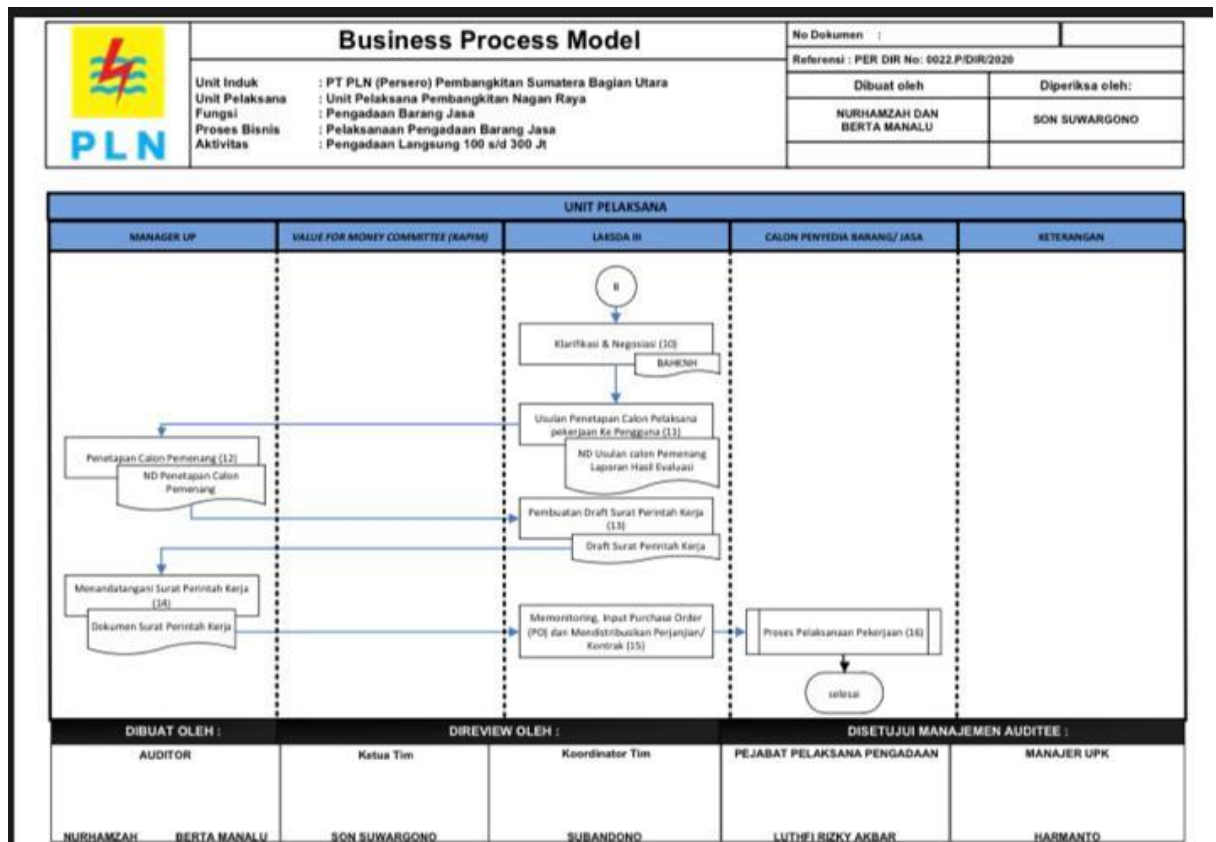 PLN
Business Process Model
Unit Induk : PT PLN (Persero) Pembangkitan Sumatera Bagian Utara
Unit Pelaksana : Unit Pelaksana Pembangkitan Nagan Raya
Fungsi : Pengadaan Barang Jasa
Proses Bisnis : Pelaksanaan Pengadaan Barang Jasa
Aktivitas : Pengadaan Langsung 100 s/d 300 Jt
No Dokumen :
Referensi : PER DIR No: 0022.P/DIR/2020
Dibuat oleh
Diperiksa oleh:
NURHAMZAH DAN
BERTA MANALU
SON SUWARGONO
UNIT PELAKSANA
MANAGER UP
VALUE FOR MONEY COMMITTEE (RAPIM)
LAKSDA III
CALON PENYEDIA BARANG/ JASA
KETERANGAN
B
Klarifikasi & Negosiasi (10)
BAHKNH
Usulan Penetapan Calon Pelaksana
pekerjaan Ke Pengguna (11)
ND Usulan calon Pemenang
Laporan Hasil Evaluasi
Penetapan Calon Pemenang (12)
ND Penetapan Calon
Pemenang
Pembuatan Draft Surat Perintah Kerja
(13)
Draft Surat Perintah Kerja
Menandatangani Surat Perintah Kerja
(14)
Dokumen Surat Perintah Kerja
Memonitoring, Input Purchase Order
(PO) dan Mendistribusikan Perjanjian/
Kontrak (15)
Proses Pelaksanaan Pekerjaan (16)
selesai
DIBUAT OLEH :
DIREVIEW OLEH :
DISETUJUI MANAJEMEN AUDITEE :
AUDITOR
Ketua Tim
Koordinator Tim
PEJABAT PELAKSANA PENGADAAN
MANAJER UPK
NURHAMZAH
BERTA MANALU
SON SUWARGONO
SUBANDONO
LUTHFI RIZKY AKBAR
HARMANTO